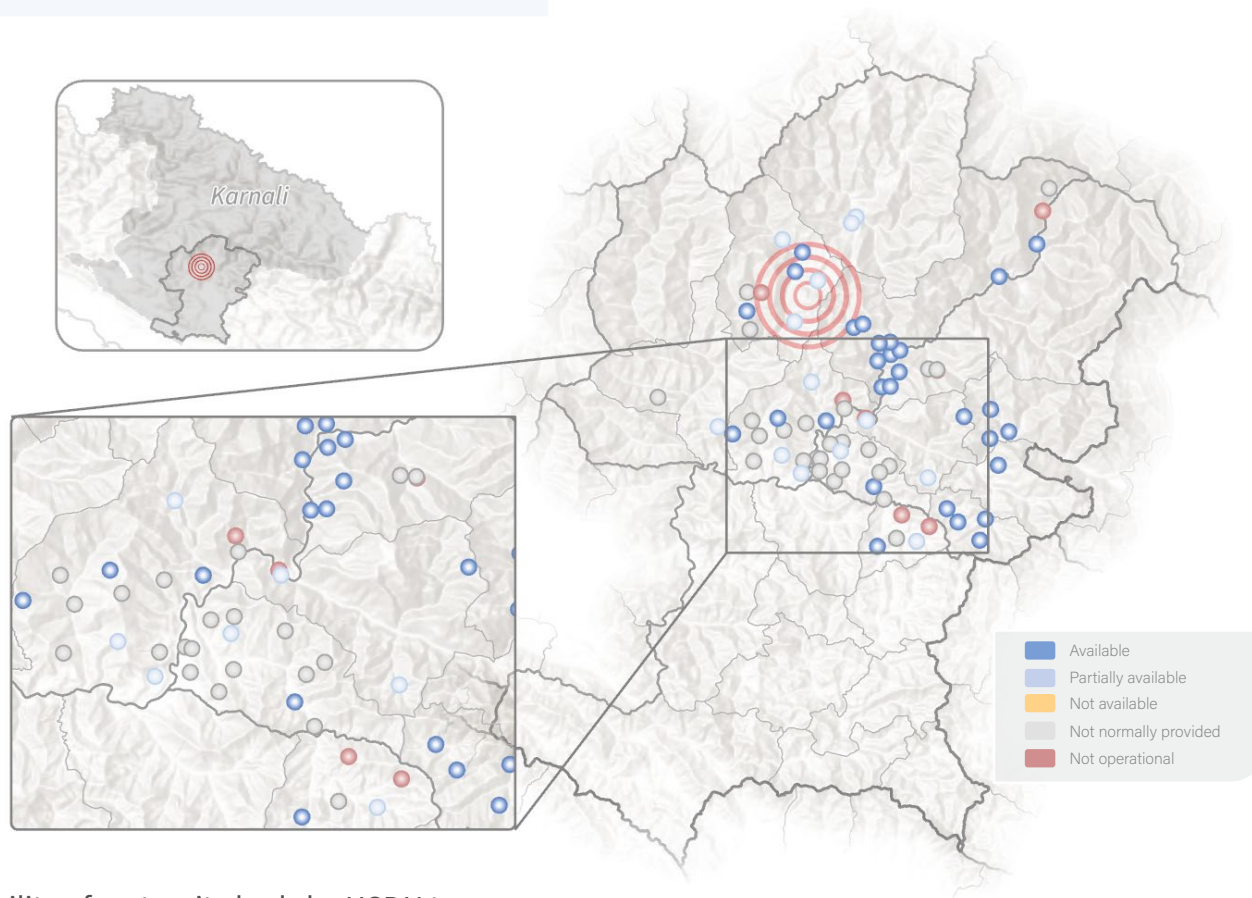 Karnali
Available
Partially available
Not available
Not normally provided
Not operational